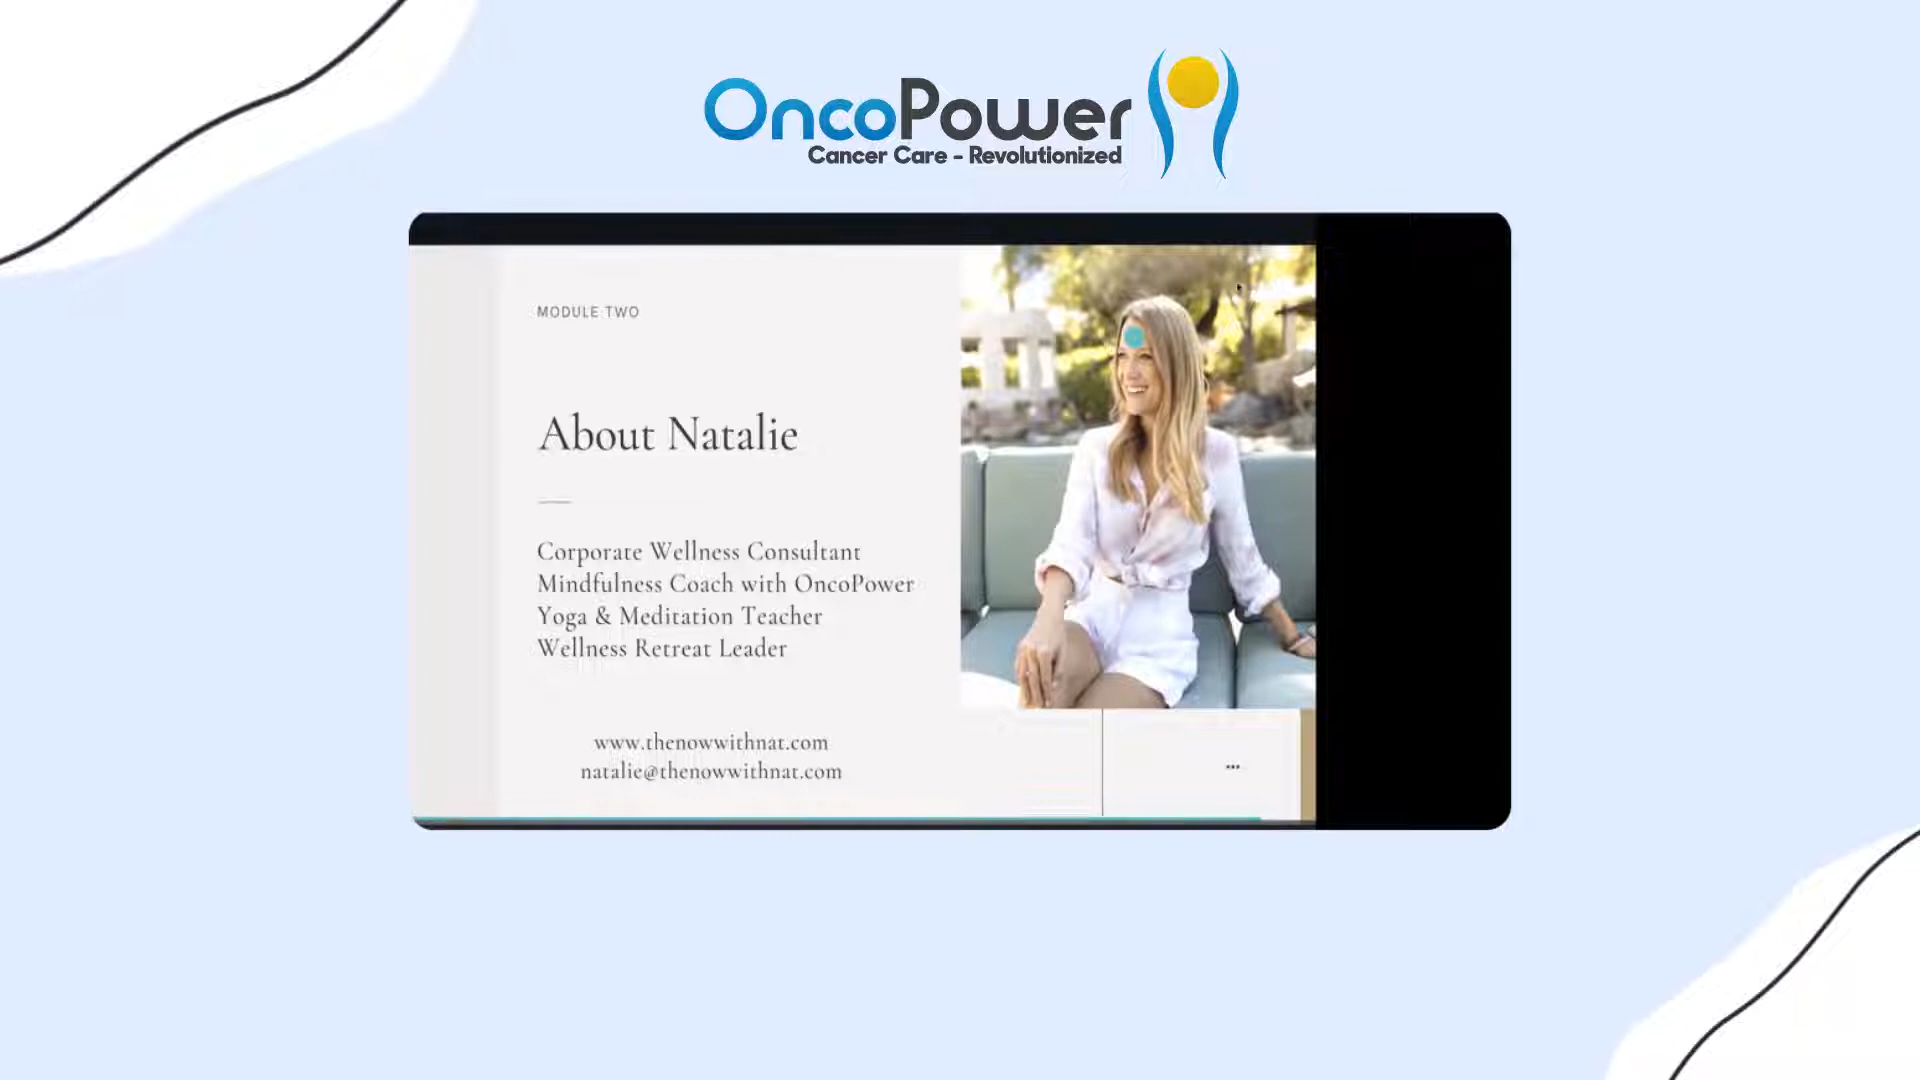 OncoPower
Cancer Care - Revolutionized
MODULE TWO
About Natalie
Corporate Wellness Consultant
Mindfulness Coach with OncoPower
Yoga & Meditation Teacher
Wellness Retreat Leader
www.thenowwithnat.com
natalie@thenowwithnat.com